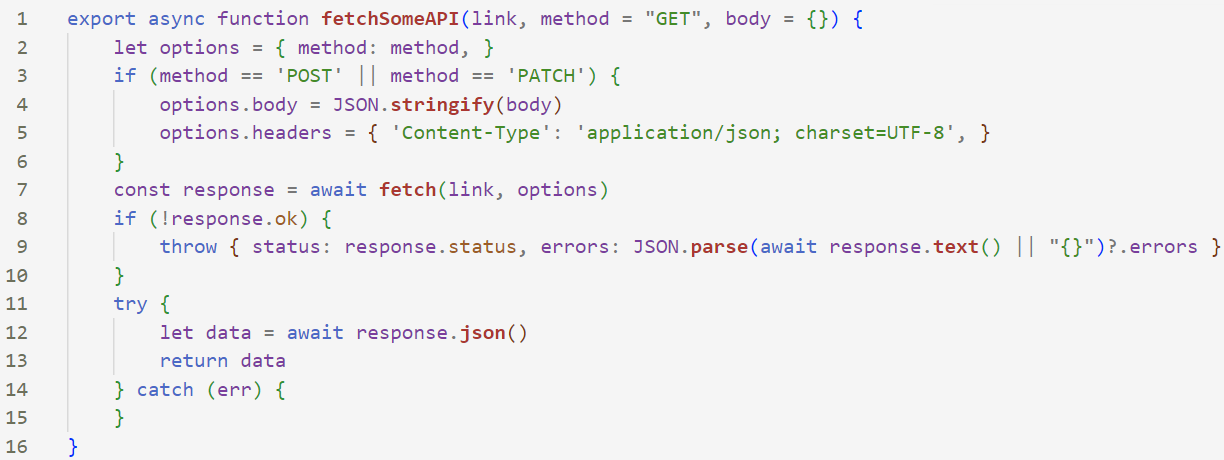 1 export async function fetchSomeAPI(link, method = "GET", body = {}) {
2 let options = { method: method, }
3 if (method == 'POST' || method == 'PATCH') {
4 options.body = JSON.stringify(body)
5 options.headers = { 'Content-Type': 'application/json; charset=UTF-8', }
6 }
7 const response = await fetch(link, options)
8 if (!response.ok) {
9 throw { status: response.status, errors: JSON.parse(await response.text() || "{}")?.errors }
10 }
11 try {
12 let data = await response.json()
13 return data
14 } catch (err) {
15 }
16 }